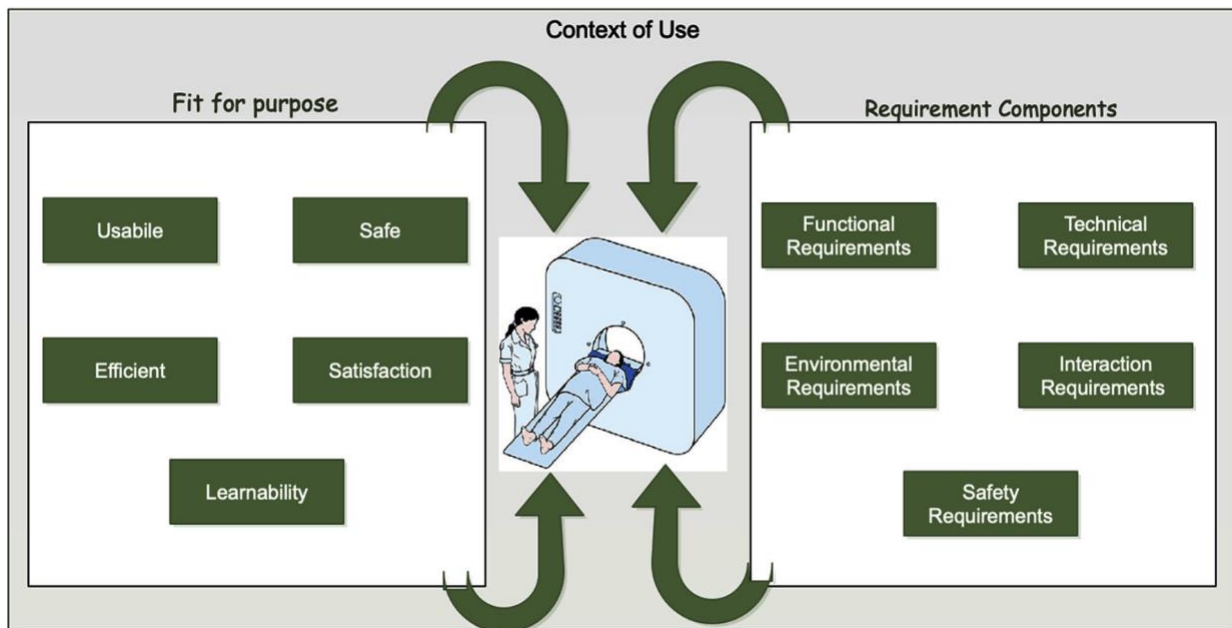 Context of Use
Fit for purpose
Usabile
Safe
Efficient
Satisfaction
Learnability
Requirement Components
Functional
Requirements
Technical
Requirements
Environmental
Requirements
Interaction
Requirements
Safety
Requirements